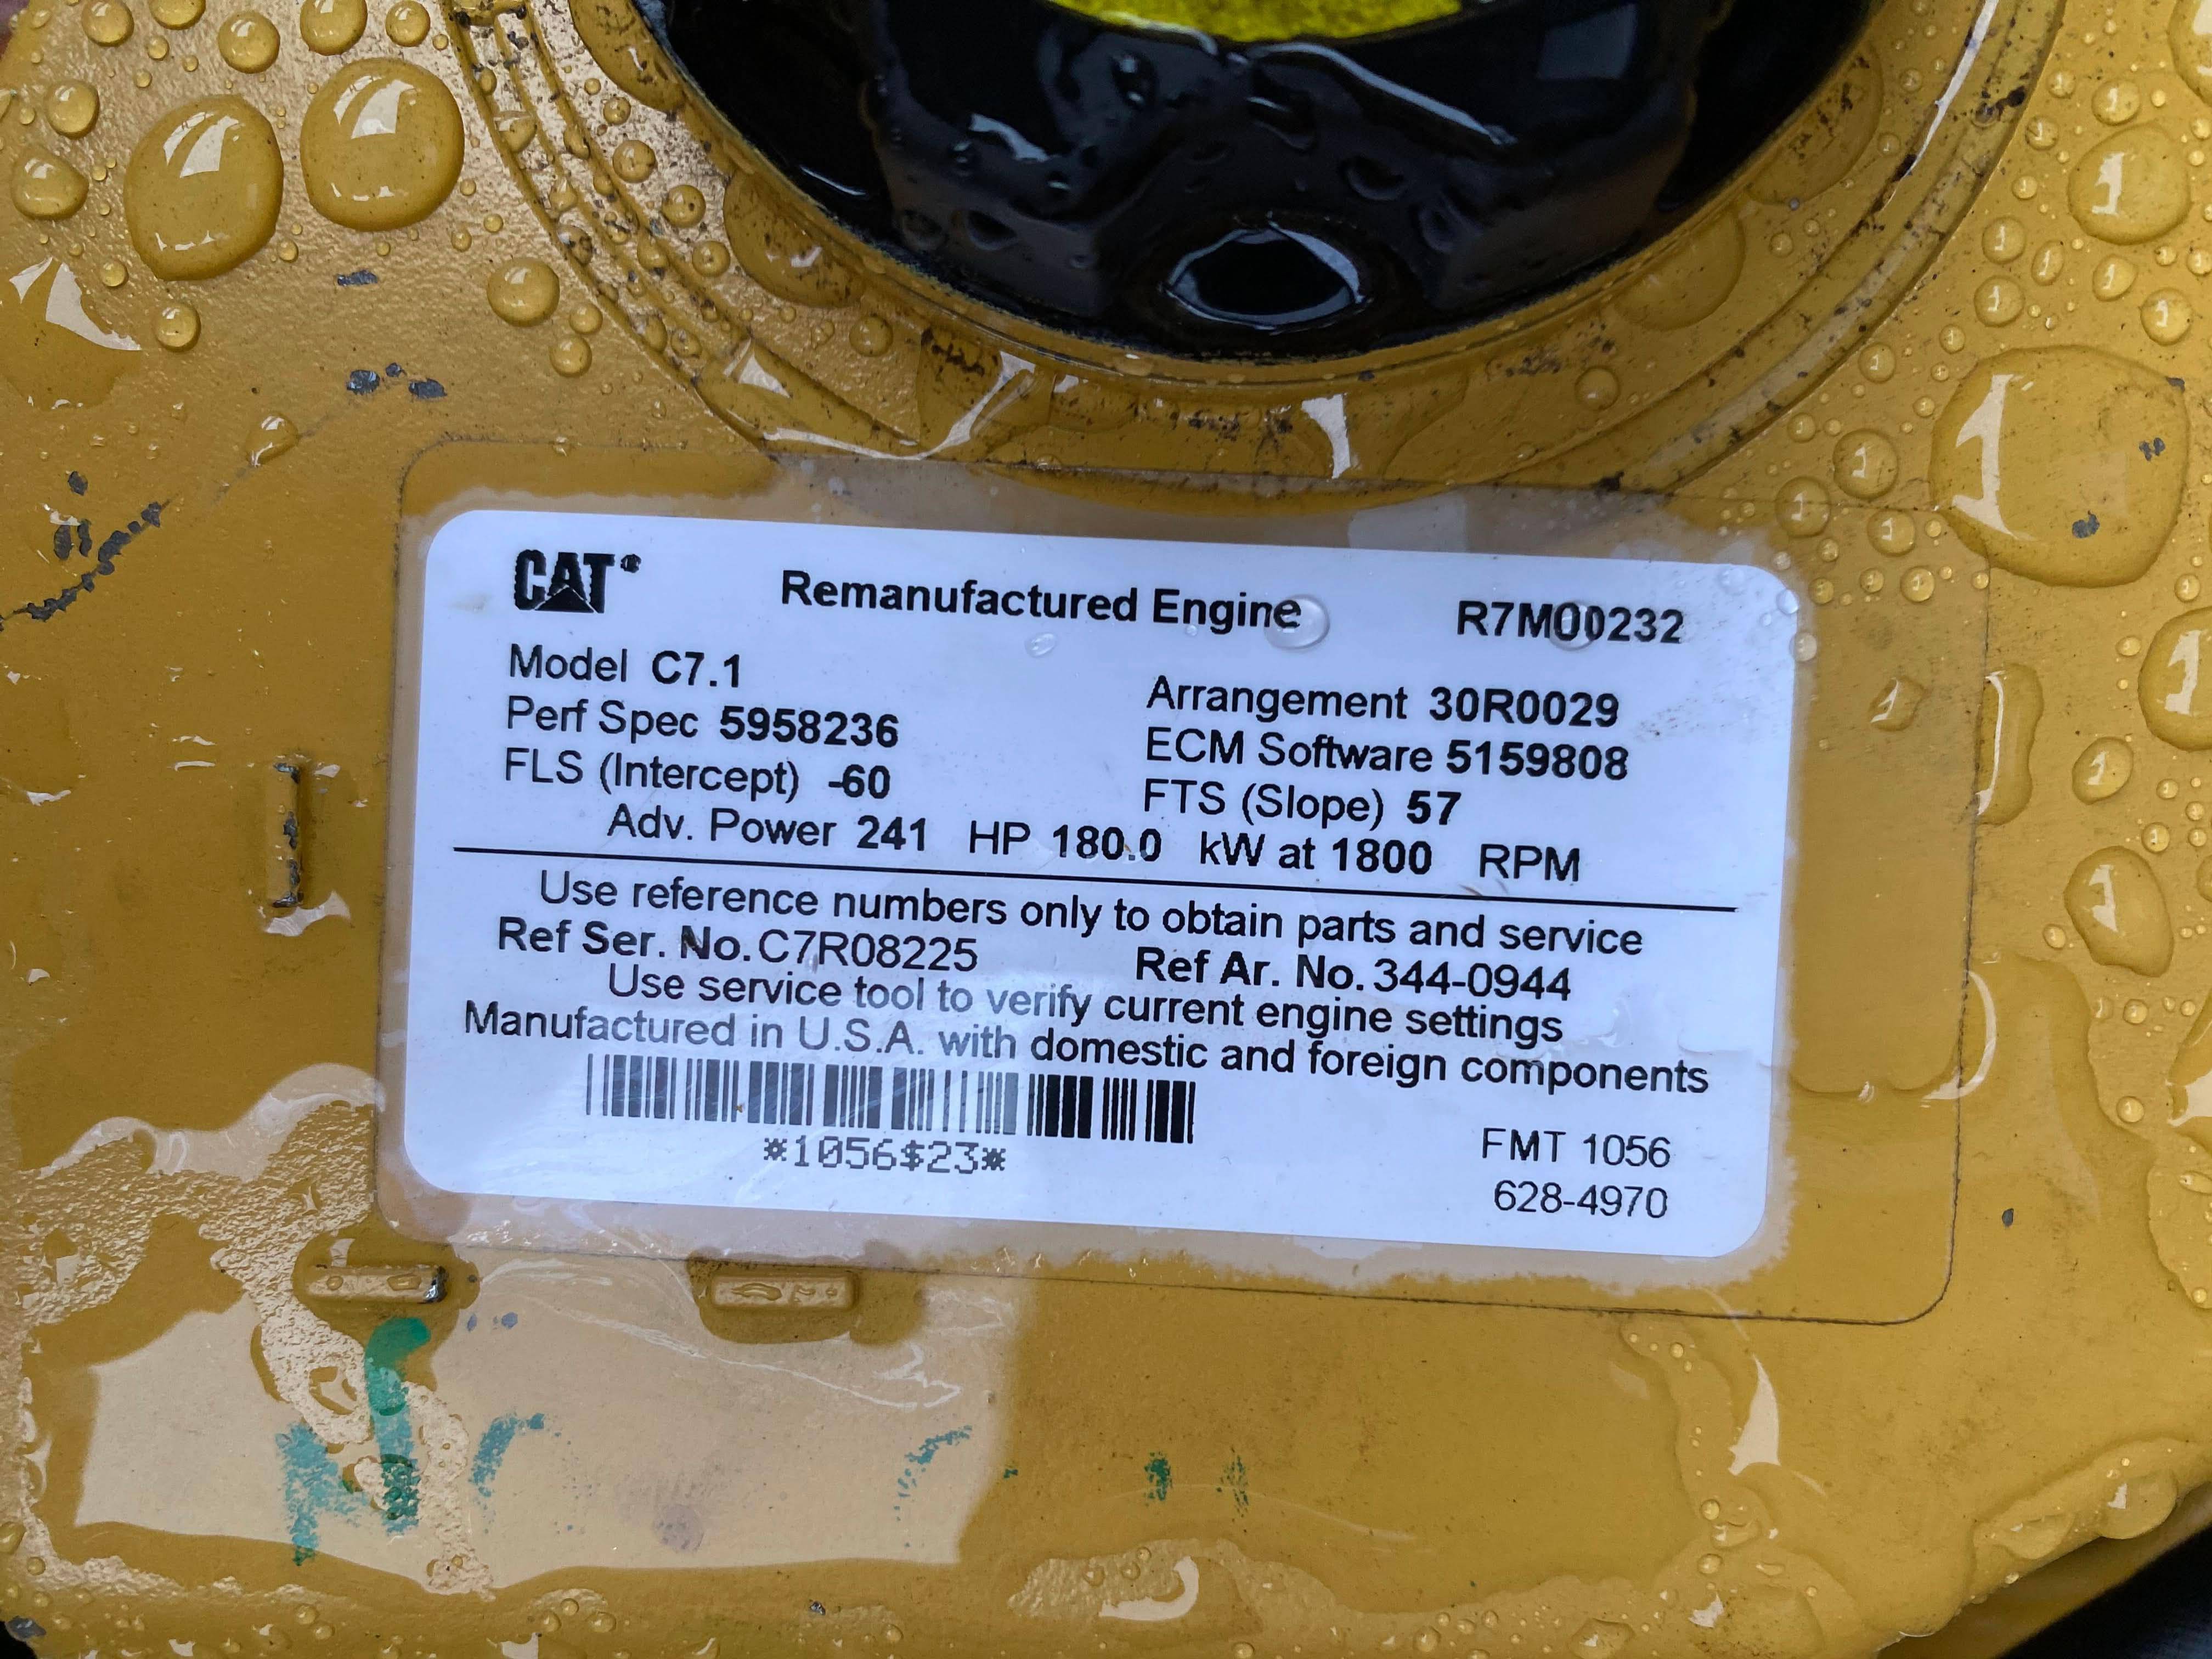 CAT® Remanufactured Engine R7M00232
Model C7.1 Arrangement 30R0029
Perf Spec 5958236 ECM Software 5159808
FLS (Intercept) -60 FTS (Slope) 57
Adv. Power 241 HP 180.0 kW at 1800 RPM
Use reference numbers only to obtain parts and service
Ref Ser. No. C7R08225 Ref Ar. No. 344-0944
Use service tool to verify current engine settings
Manufactured in U.S.A. with domestic and foreign components
*1056$23*
FMT 1056
628-4970